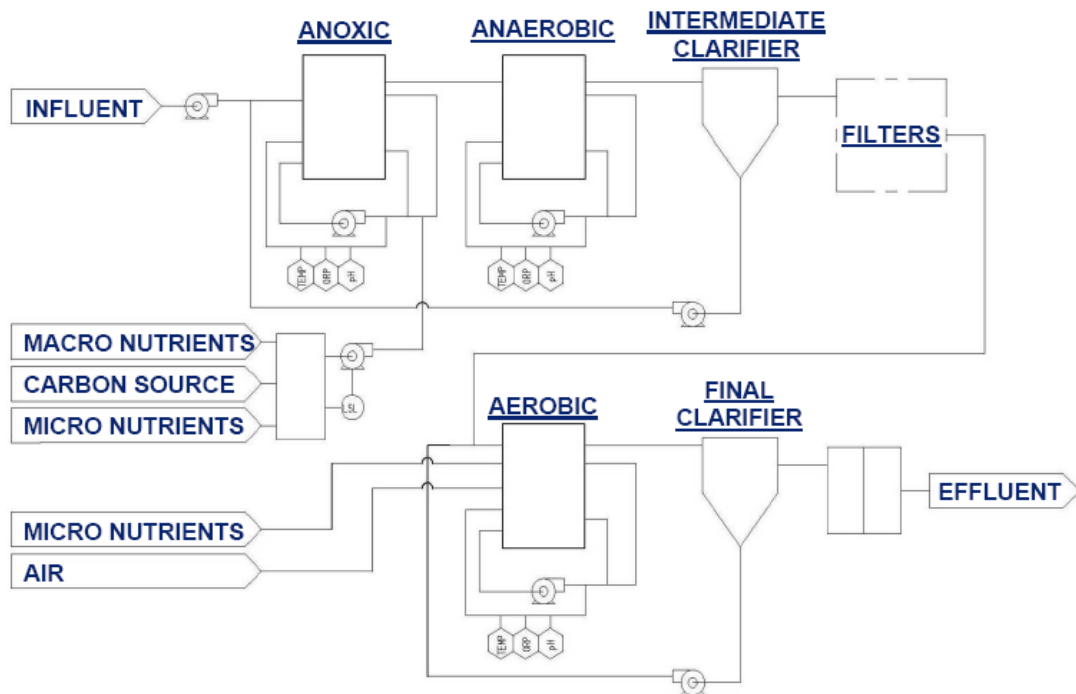 ANOXIC
ANAEROBIC
INTERMEDIATE
CLARIFIER
INFLUENT
FILTERS
TEMP
ORP
pH
TEMP
ORP
pH
MACRO NUTRIENTS
CARBON SOURCE
MICRO NUTRIENTS
LSL
AEROBIC
FINAL
CLARIFIER
EFFLUENT
MICRO NUTRIENTS
AIR
TEMP
ORP
pH